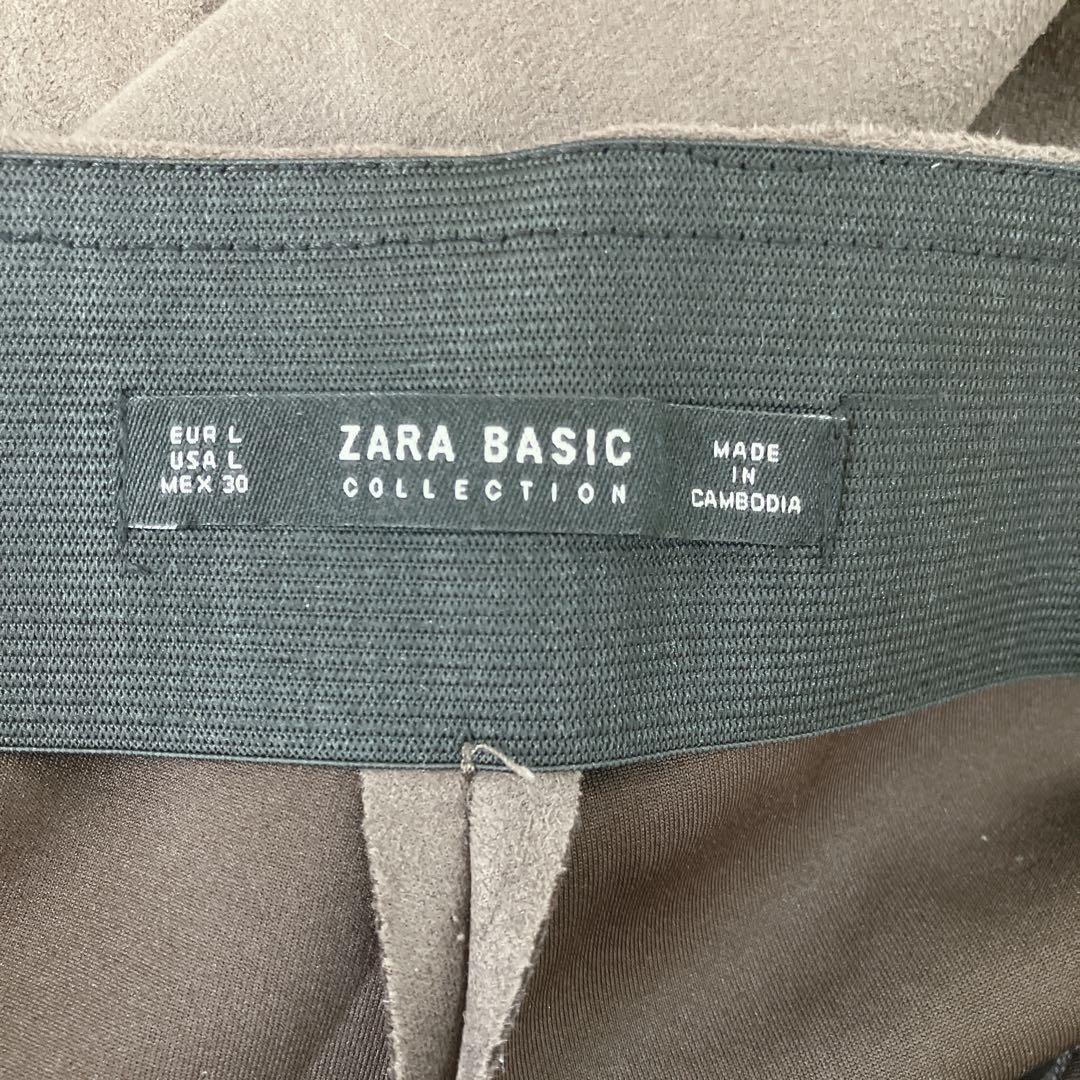 EUR L
USA L
MEX 30
ZARA BASIC
COLLECTION
MADE
IN
CAMBODIA